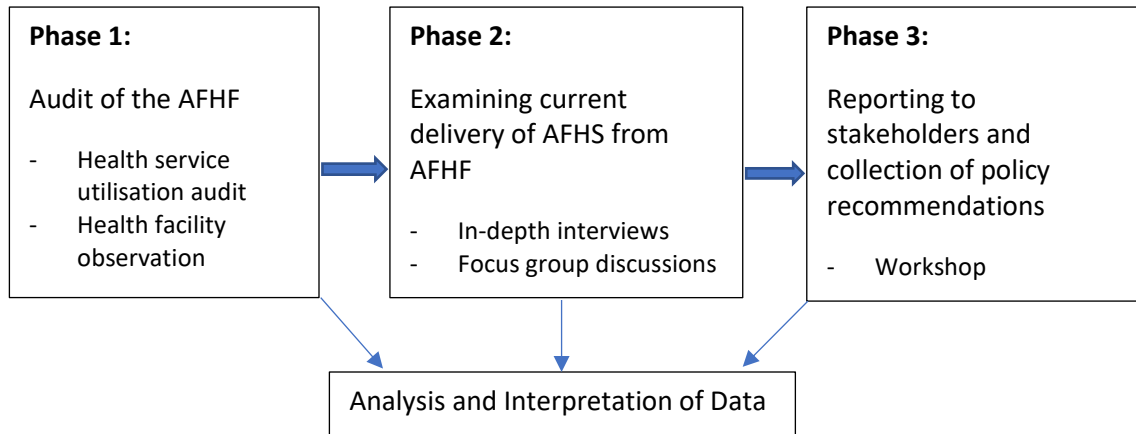 Phase 1:
Audit of the AFHF
- Health service
utilisation audit
- Health facility
observation
Phase 2:
Examining current
delivery of AFHS from
AFHF
- In-depth interviews
- Focus group discussions
Phase 3:
Reporting to
stakeholders and
collection of policy
recommendations
- Workshop
Analysis and Interpretation of Data